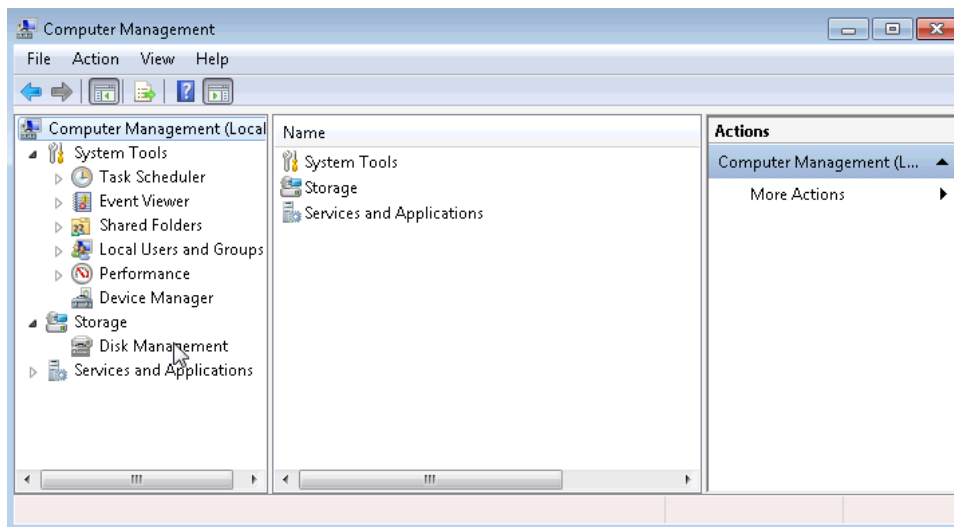 Computer Management
File Action View Help
Computer Management (Local
System Tools
Task Scheduler
Event Viewer
Shared Folders
Local Users and Groups
Performance
Device Manager
Storage
Disk Management
Services and Applications
Name
System Tools
Storage
Services and Applications
Actions
Computer Management (L...
More Actions